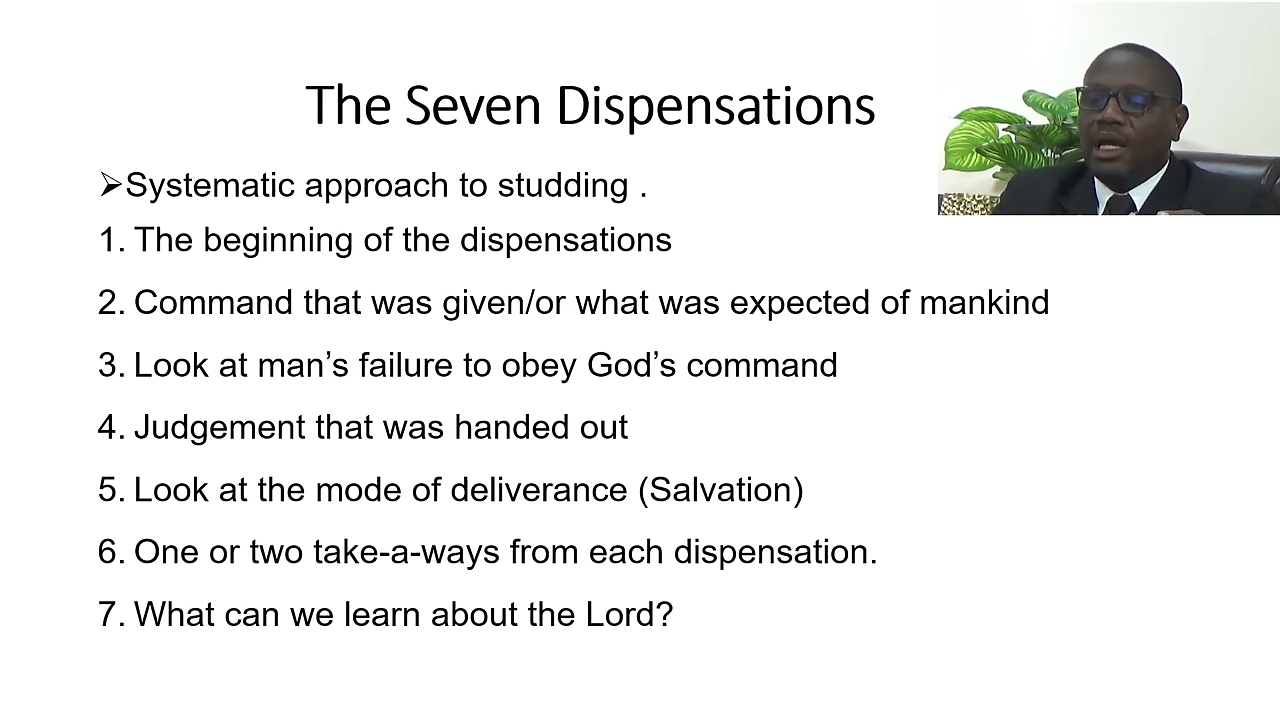 The Seven Dispensations
➢Systematic approach to studding .
1. The beginning of the dispensations
2. Command that was given/or what was expected of mankind
3. Look at man’s failure to obey God’s command
4. Judgement that was handed out
5. Look at the mode of deliverance (Salvation)
6. One or two take-a-ways from each dispensation.
7. What can we learn about the Lord?